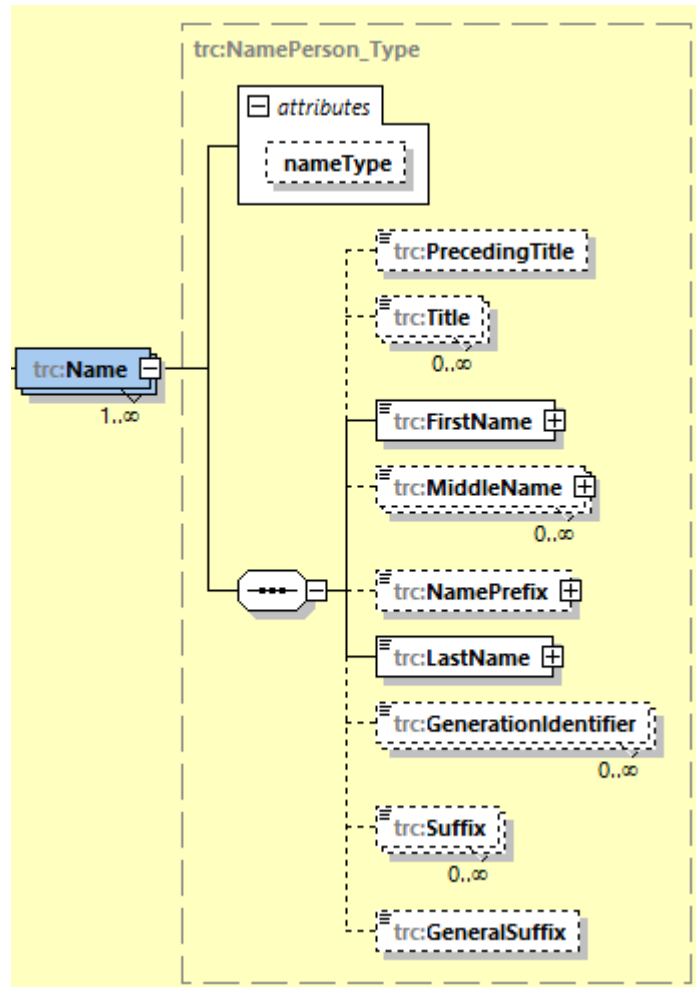 trc:NamePerson_Type
attributes
nameType
trc:PrecedingTitle
trc:Title
0..∞
trc:Name
1..∞
trc:FirstName
trc:MiddleName
0..∞
trc:NamePrefix
trc:LastName
trc:GenerationIdentifier
0..∞
trc:Suffix
0..∞
trc:GeneralSuffix